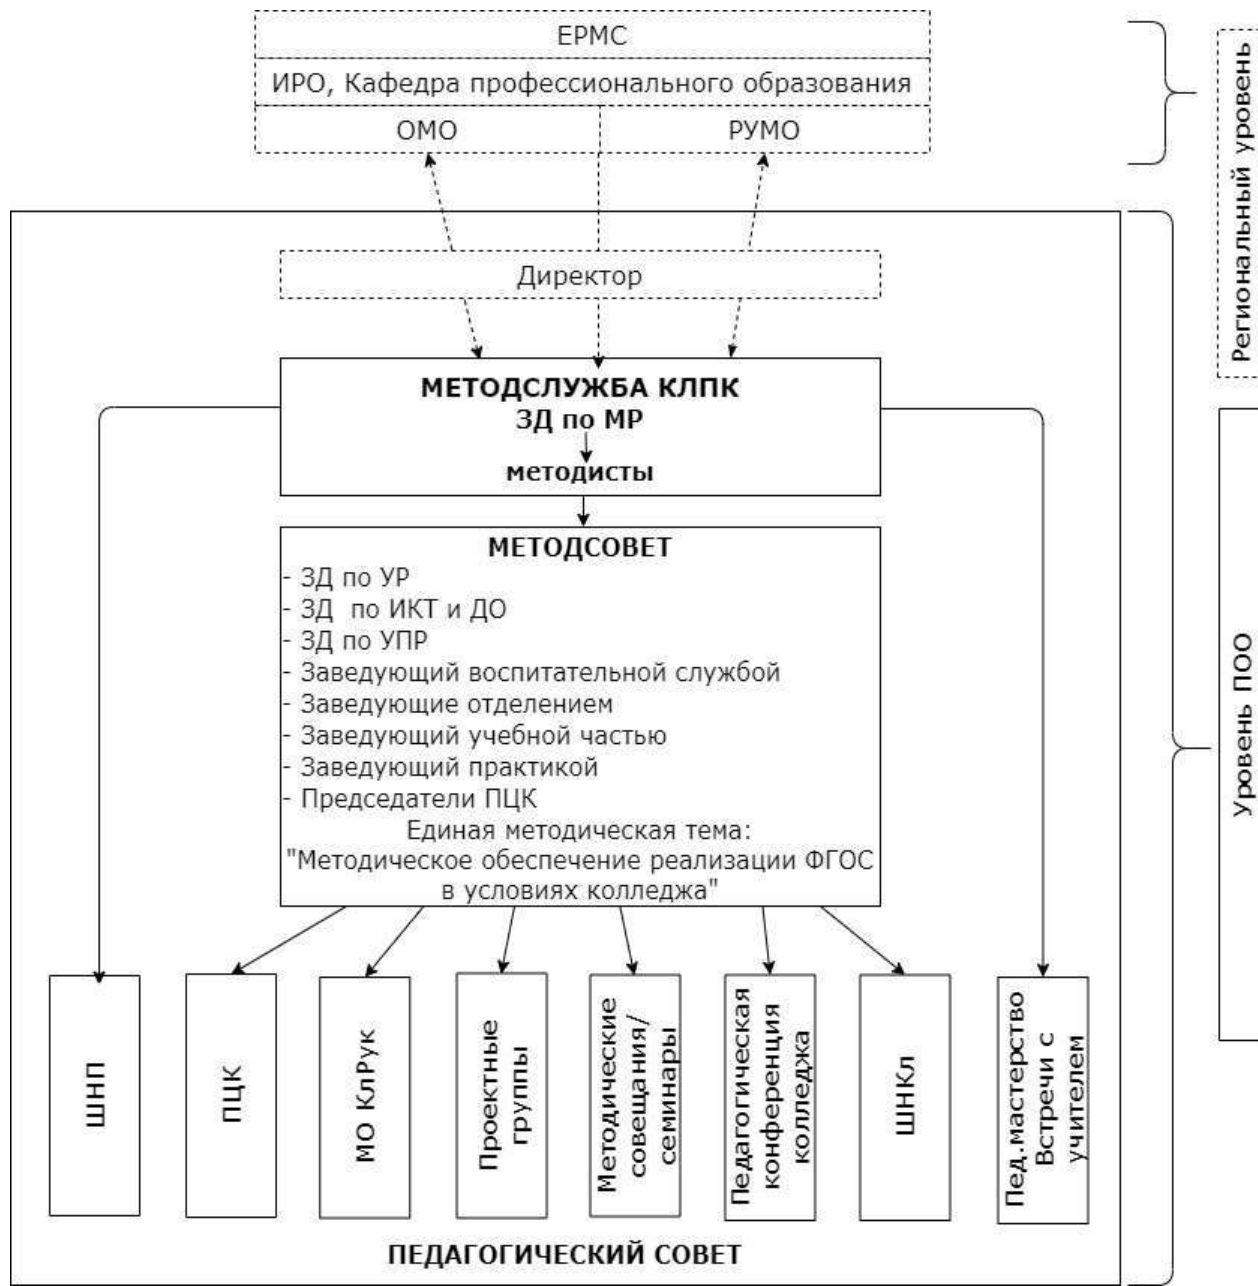 ЕРМС
ИРО, Кафедра профессионального образования
ОМО
РУМО
Региональный уровень
Директор
МЕТОДСЛУЖБА КЛПК
ЗД по МР
методисты
МЕТОДСОВЕТ
- ЗД по УР
- ЗД по ИКТ и ДО
- ЗД по УПР
- Заведующий воспитательной службой
- Заведующие отделением
- Заведующий учебной частью
- Заведующий практикой
- Председатели ПЦК
Единая методическая тема:
"Методическое обеспечение реализации ФГОС
в условиях колледжа"
Уровень ПОО
ШНП
ПЦК
МО КлРук
Проектные
группы
Методические
совещания/
семинары
Педагогическая
конференция
колледжа
ШНКл
Пед.мастерство
Встречи с
учителем
ПЕДАГОГИЧЕСКИЙ СОВЕТ